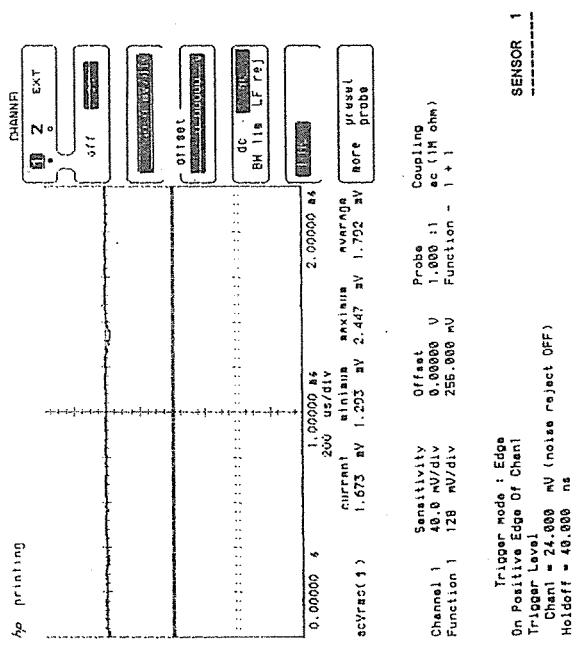 hp printing
CHANNEL
1 2 EXT
off
offset
dc
BW lim LF rej
more preset probe
0.00000 s 1.00000 ms 2.00000 ms
200 us/div
current minimum maximum average
acVrms(1) 1.673 mV 1.293 mV 2.447 mV 1.792 mV
Sensitivity Offset Probe Coupling
Channel 1 40.0 mV/div 0.00000 V 1.000 :1 ac (1M ohm)
Function 1 128 mV/div 256.000 mV Function - 1 + 1
Trigger mode : Edge
On Positive Edge Of Chan1
Trigger Level
Chan1 = 24.000 mV (noise reject OFF)
Holdoff = 40.000 ns
SENSOR 1